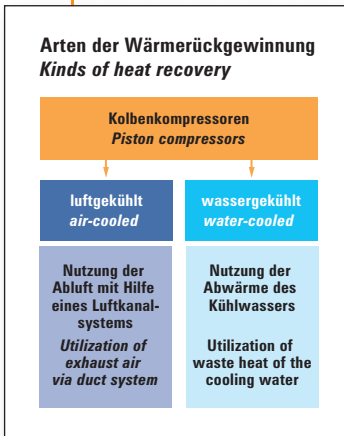 Arten der Wärmerückgewinnung
Kinds of heat recovery
Kolbenkompressoren
Piston compressors
luftgekühlt
air-cooled
wassergekühlt
water-cooled
Nutzung der
Abluft mit Hilfe
eines Luftkanal-
systems
Utilization of
exhaust air
via duct system
Nutzung der
Abwärme des
Kühlwassers
Utilization of
waste heat of the
cooling water